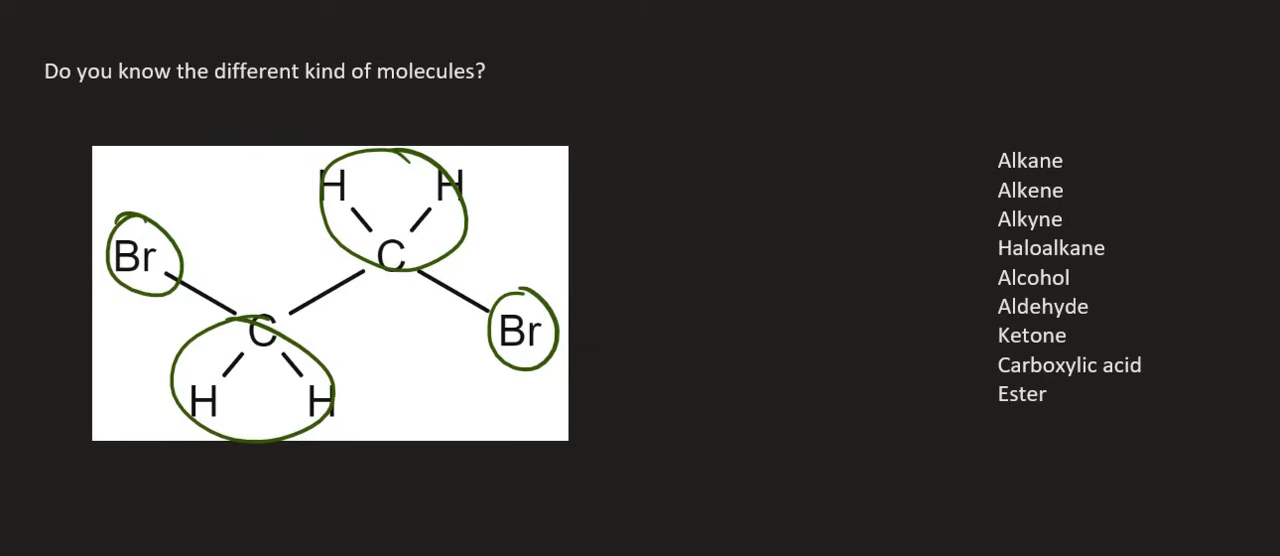 Do you know the different kind of molecules?
H H
Br C
C Br
H H
Alkane
Alkene
Alkyne
Haloalkane
Alcohol
Aldehyde
Ketone
Carboxylic acid
Ester